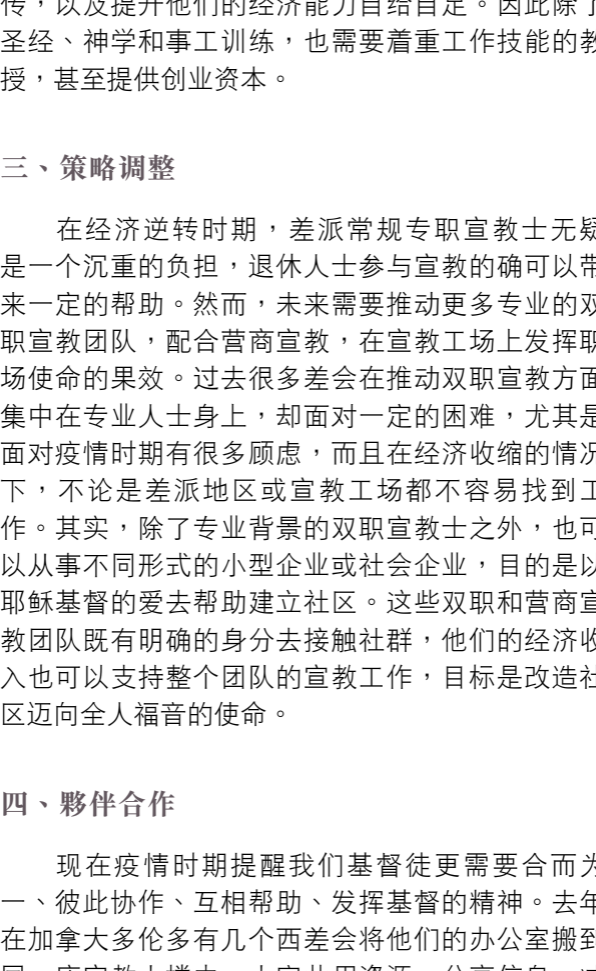 传，以及提升他们的经济能力自给自足。因此除了
圣经、神学和事工训练，也需要着重工作技能的教
授，甚至提供创业资本。
三、策略调整
在经济逆转时期，差派常规专职宣教士无疑
是一个沉重的负担，退休人士参与宣教的确可以带
来一定的帮助。然而，未来需要推动更多专业的双
职宣教团队，配合营商宣教，在宣教工场上发挥职
场使命的果效。过去很多差会在推动双职宣教方面
集中在专业人士身上，却面对一定的困难，尤其是
面对疫情时期有很多顾虑，而且在经济收缩的情况
下，不论是差派地区或宣教工场都不容易找到工
作。其实，除了专业背景的双职宣教士之外，也可
以从事不同形式的小型企业或社会企业，目的是以
耶稣基督的爱去帮助建立社区。这些双职和营商宣
教团队既有明确的身分去接触社群，他们的经济收
入也可以支持整个团队的宣教工作，目标是改造社
区迈向全人福音的使命。
四、夥伴合作
现在疫情时期提醒我们基督徒更需要合而为
一、彼此协作、互相帮助、发挥基督的精神。去年
在加拿大多伦多有几个西差会将他们的办公室搬到